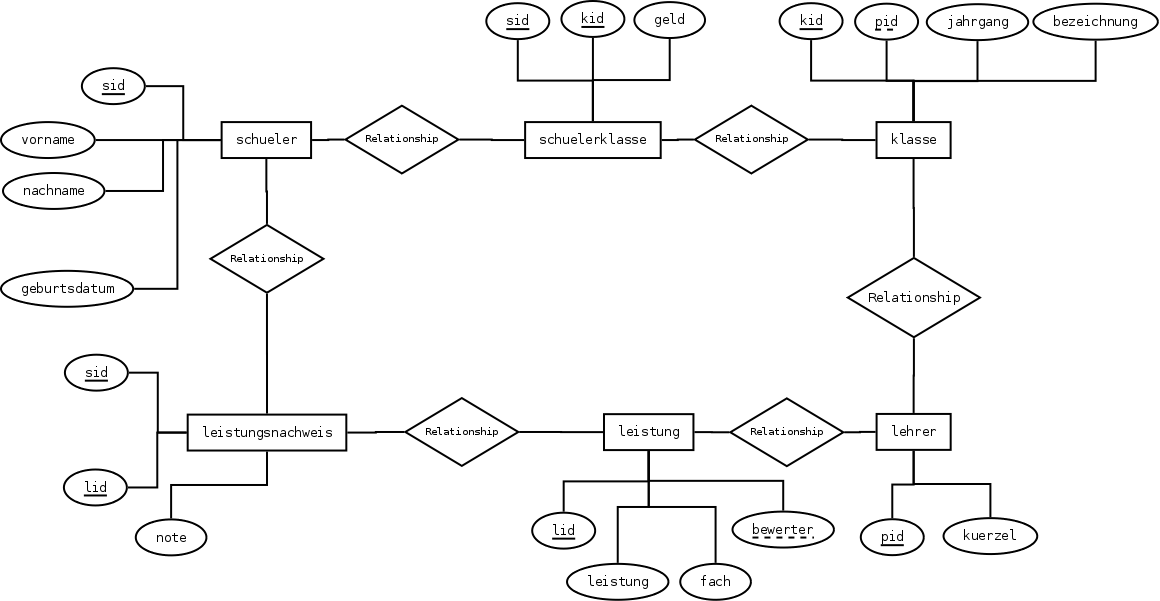 sid
kid
geld
kid
pid
jahrgang
bezeichnung
sid
vorname
schueler
Relationship
schuelerklasse
Relationship
klasse
nachname
Relationship
geburtsdatum
Relationship
sid
leistungsnachweis
Relationship
leistung
Relationship
lehrer
lid
note
lid
bewerter
pid
kuerzel
leistung
fach